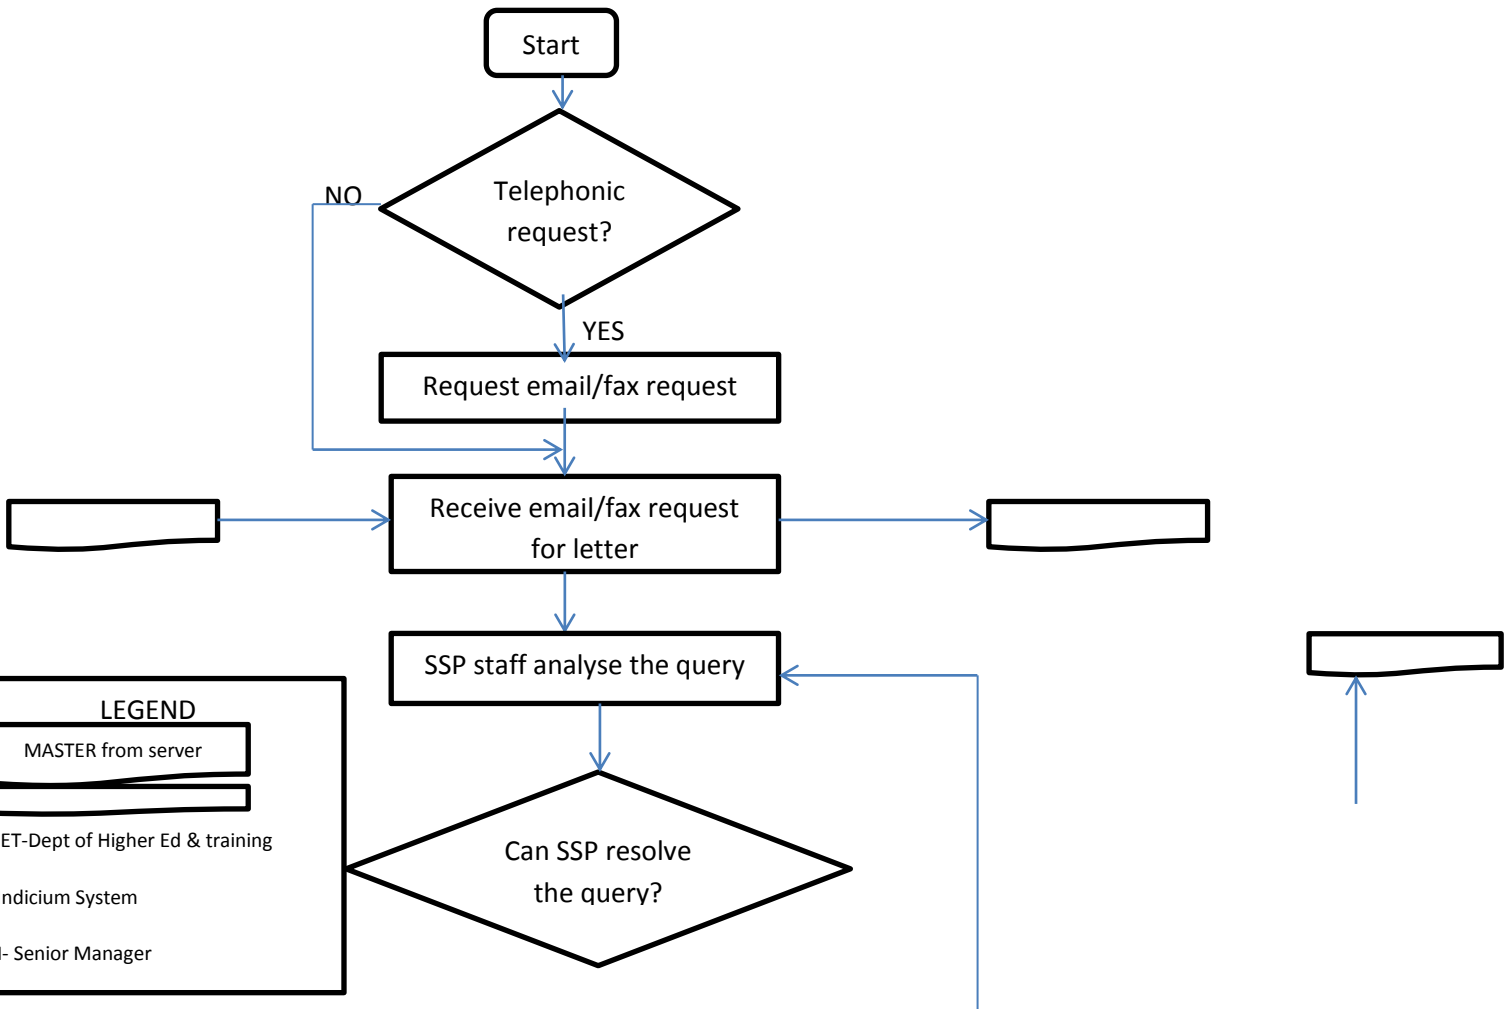 Start
Telephonic
request?
NO
YES
Request email/fax request
Receive email/fax request
for letter
SSP staff analyse the query
LEGEND
MASTER from server
ET-Dept of Higher Ed & training
ndicium System
- Senior Manager
Can SSP resolve
the query?